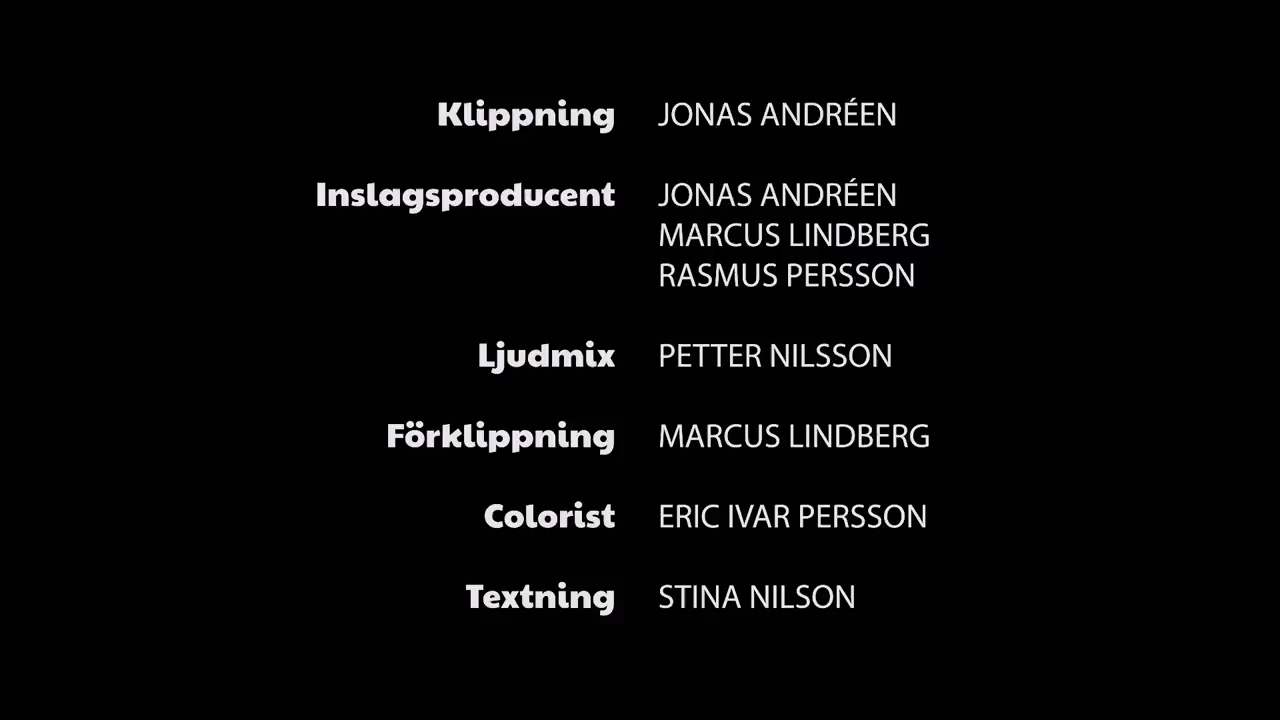 Klippning JONAS ANDRÉEN
Inslagsproducent JONAS ANDRÉEN
MARCUS LINDBERG
RASMUS PERSSON
Ljudmix PETTER NILSSON
Förklippning MARCUS LINDBERG
Colorist ERIC IVAR PERSSON
Textning STINA NILSON